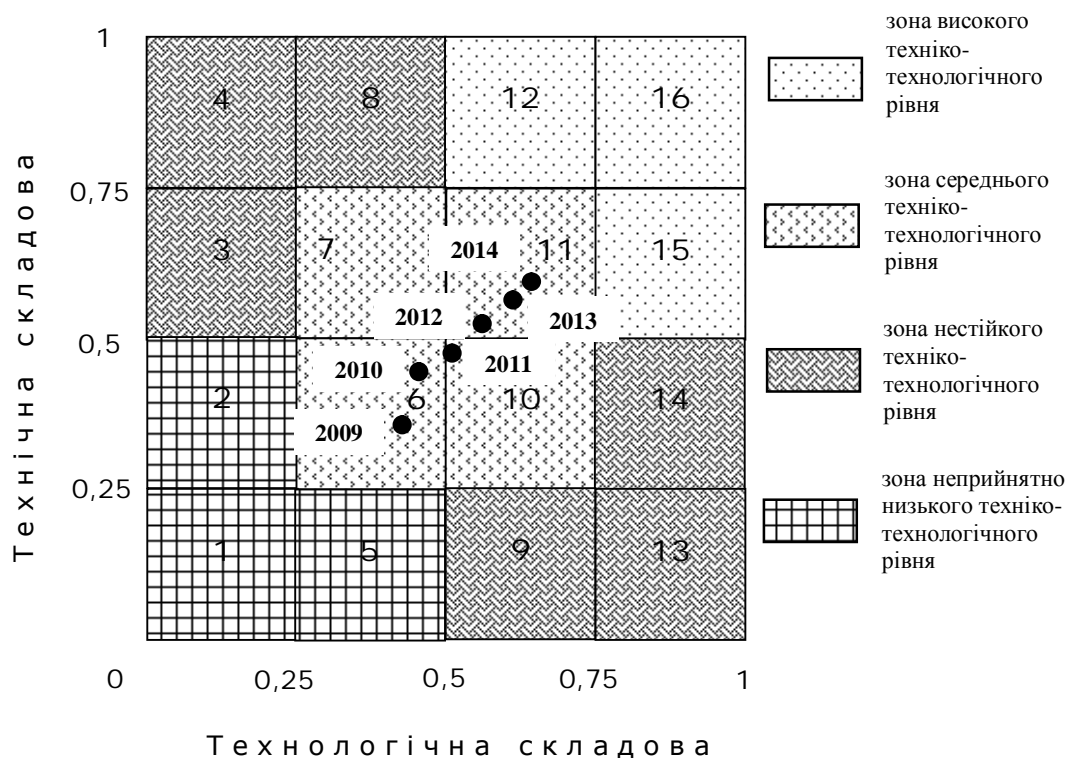 1
4
8
12
16
0,75
3
7
2014
11
15
2012
2013
0,5
2010
2011
2
6
10
14
2009
0,25
1
5
9
13
0
0,25
0,5
0,75
1
Технічна складова
Технологічна складова
зона високого
техніко-
технологічного
рівня
зона середнього
техніко-
технологічного
рівня
зона нестійкого
техніко-
технологічного
рівня
зона неприйнятно
низького техніко-
технологічного
рівня